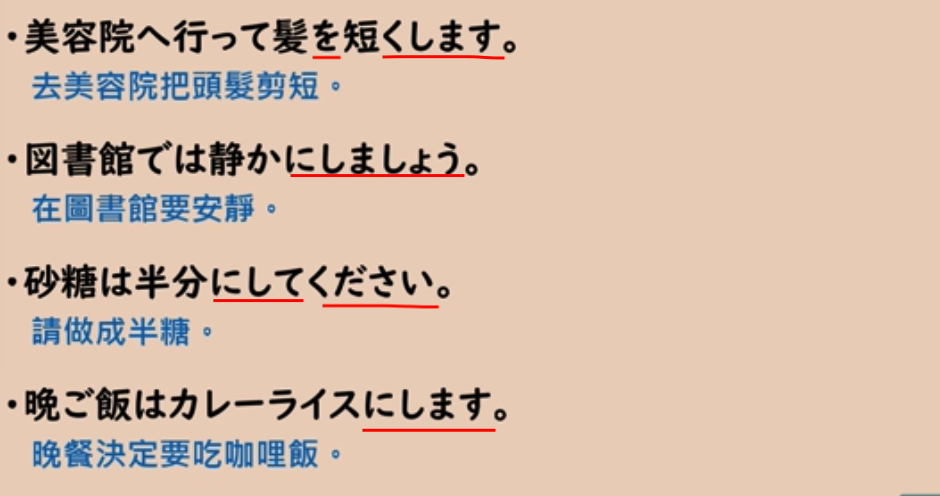 ・美容院へ行って髪を短くします。
去美容院把頭髮剪短。
・図書館では静かにしましょう。
在圖書館要安靜。
・砂糖は半分にしてください。
請做成半糖。
・晩ご飯はカレーライスにします。
晚餐決定要吃咖哩飯。